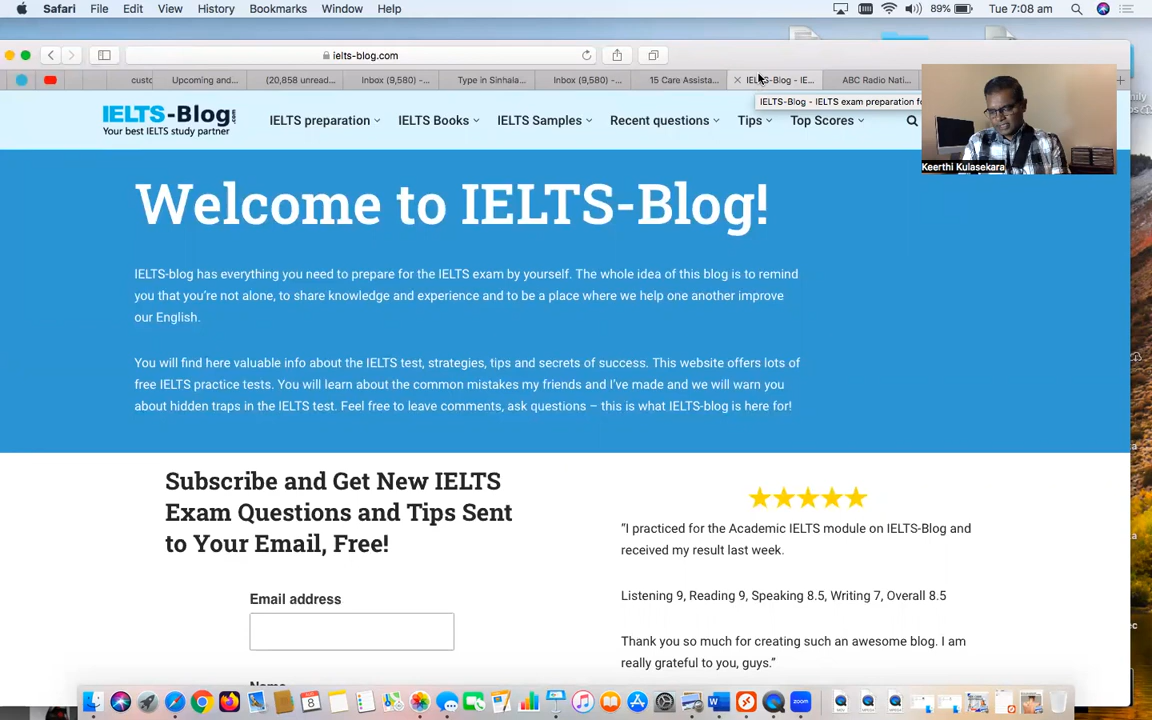 Safari File Edit View History Bookmarks Window Help 89% Tue 7:08 am
ielts-blog.com
custo Upcoming and... (20,858 unread... Inbox (9,580) -... Type in Sinhala... Inbox (9,580) -... 15 Care Assista... IELTS-Blog - IE... ABC Radio Nati...
IELTS-Blog - IELTS exam preparation fo
IELTS-Blog.com
Your best IELTS study partner
IELTS preparation IELTS Books IELTS Samples Recent questions Tips Top Scores
Keerthi Kulasekara
Welcome to IELTS-Blog!
IELTS-blog has everything you need to prepare for the IELTS exam by yourself. The whole idea of this blog is to remind
you that you're not alone, to share knowledge and experience and to be a place where we help one another improve
our English.
You will find here valuable info about the IELTS test, strategies, tips and secrets of success. This website offers lots of
free IELTS practice tests. You will learn about the common mistakes my friends and I've made and we will warn you
about hidden traps in the IELTS test. Feel free to leave comments, ask questions – this is what IELTS-blog is here for!
Subscribe and Get New IELTS
Exam Questions and Tips Sent
to Your Email, Free!
Email address
"I practiced for the Academic IELTS module on IELTS-Blog and
received my result last week.
Listening 9, Reading 9, Speaking 8.5, Writing 7, Overall 8.5
Thank you so much for creating such an awesome blog. I am
really grateful to you, guys."
8
zoom